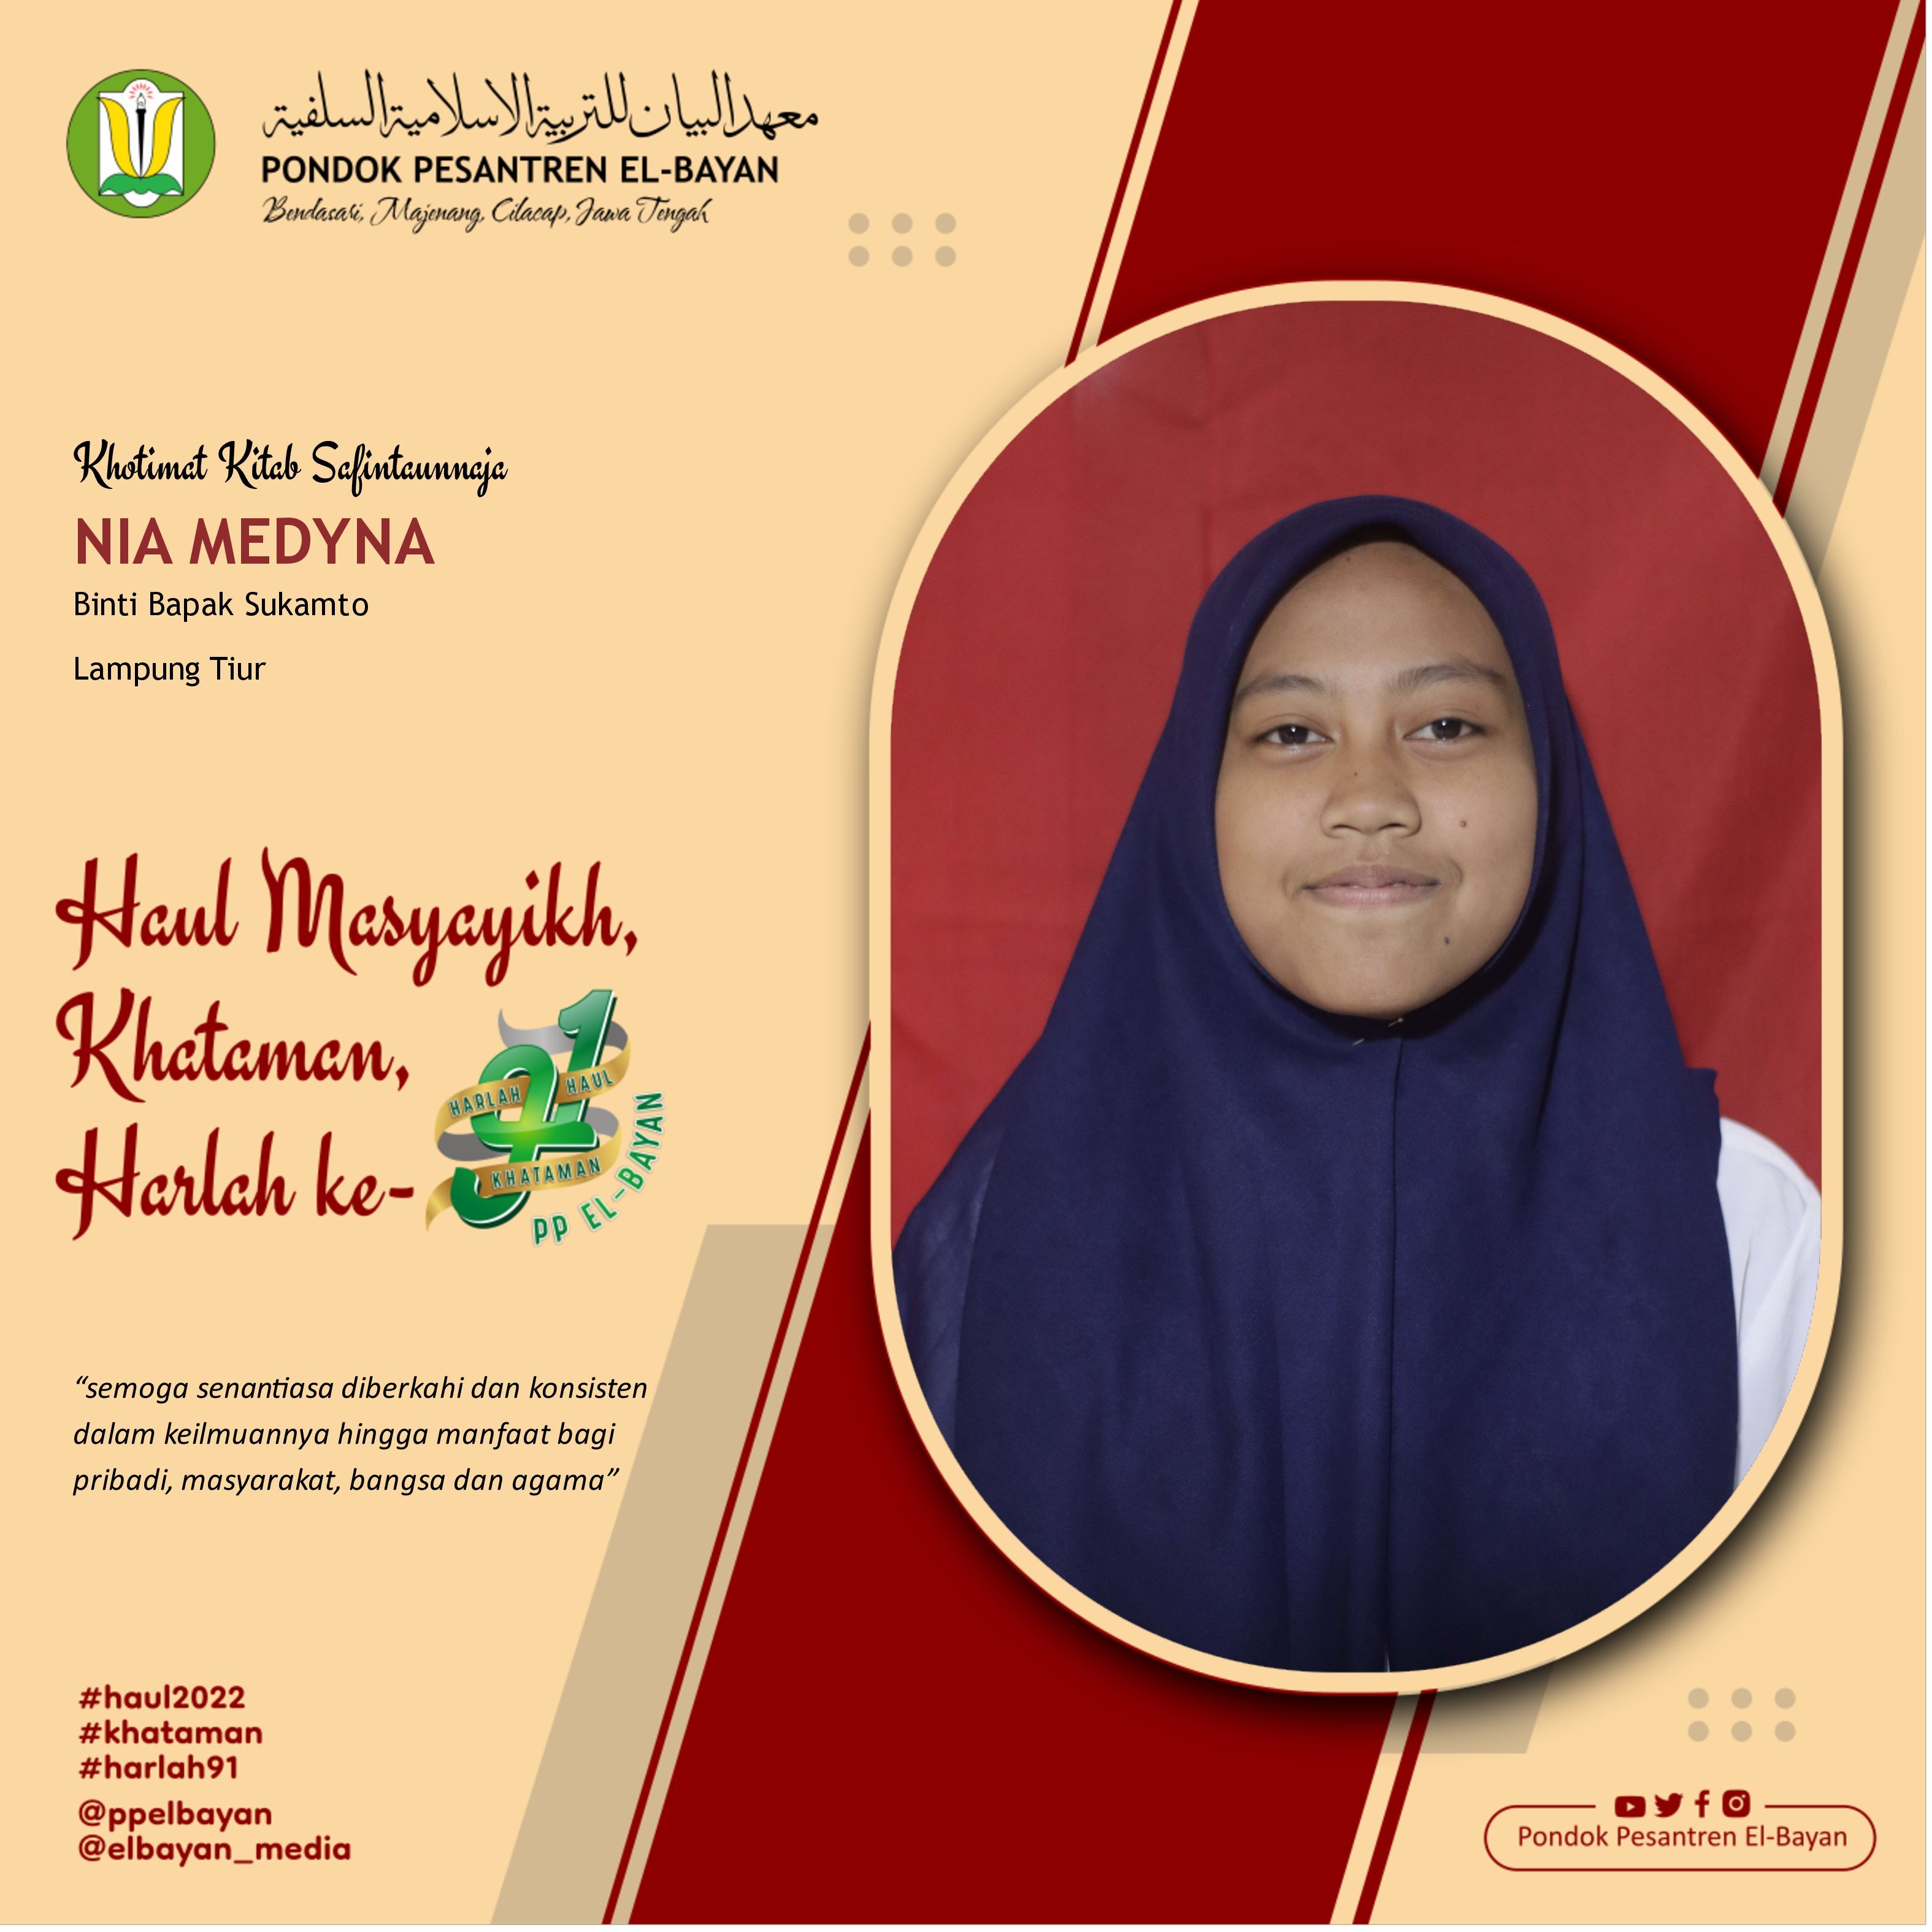 معهد البيان للتربية الاسلامية السلفية
PONDOK PESANTREN EL-BAYAN
Bendasari, Majenang, Cilacap, Jawa Tengah
Khotimat Kitab Safintaunnaja
NIA MEDYNA
Binti Bapak Sukamto
Lampung Tiur
Haul Masyayikh,
Khataman,
Harlah ke-
91
HARLAH HAUL
KHATAMAN
PP EL-BAYAN
“semoga senantiasa diberkahi dan konsisten
dalam keilmuannya hingga manfaat bagi
pribadi, masyarakat, bangsa dan agama”
#haul2022
#khataman
#harlah91
@ppelbayan
@elbayan_media
Pondok Pesantren El-Bayan